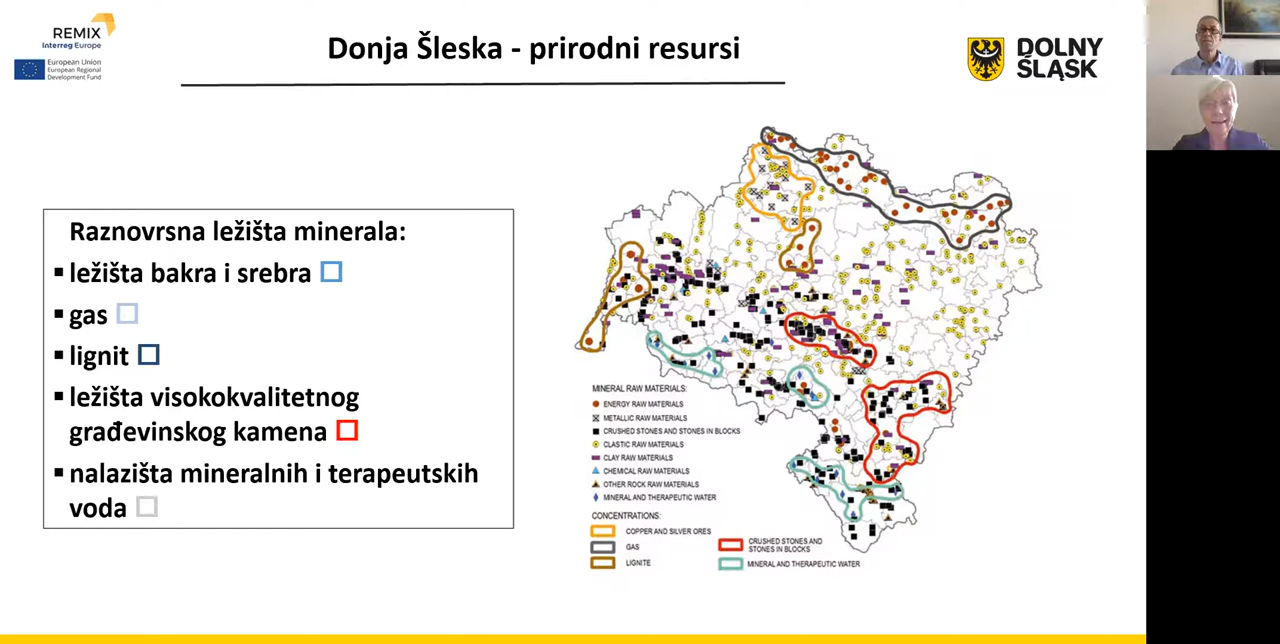 REMIX
Interreg Europe
European Union
European Regional
Development Fund
Donja Šleska - prirodni resursi
DOLNY
ŚLĄSK
Raznovrsna ležišta minerala:
▪ ležišta bakra i srebra
▪ gas
▪ lignit
▪ ležišta visokokvalitetnog
građevinskog kamena
▪ nalazišta mineralnih i terapeutskih
voda
MINERAL RAW MATERIALS:
ENERGY RAW MATERIALS
METALLIC RAW MATERIALS
CRUSHED STONES AND STONES IN BLOCKS
CLASTIC RAW MATERIALS
CLAY RAW MATERIALS
CHEMICAL RAW MATERIALS
OTHER ROCK RAW MATERIALS
MINERAL AND THERAPEUTIC WATER
CONCENTRATIONS:
COPPER AND SILVER ORES
GAS
LIGNITE
CRUSHED STONES AND
STONES IN BLOCKS
MINERAL AND THERAPEUTIC WATER